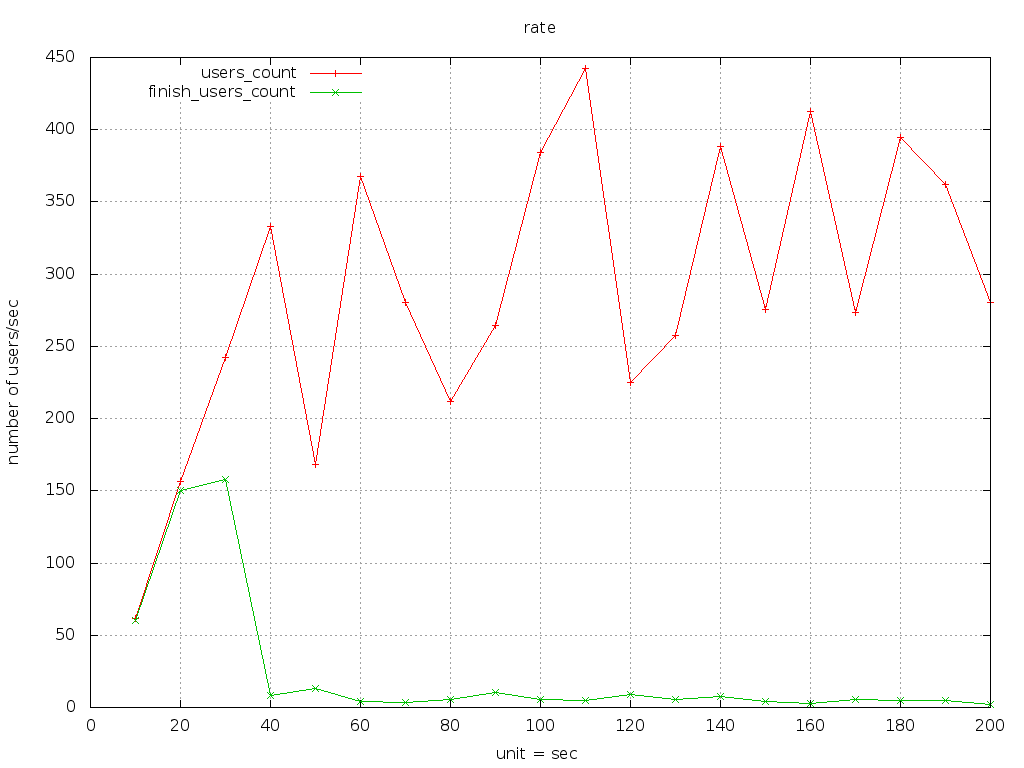 rate
450
400
350
300
250
200
150
100
50
0
users_count
finish_users_count
number of users/sec
0 20 40 60 80 100 120 140 160 180 200
unit = sec